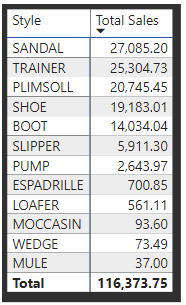 Style Total Sales
SANDAL 27,085.20
TRAINER 25,304.73
PLIMSOLL 20,745.45
SHOE 19,183.01
BOOT 14,034.04
SLIPPER 5,911.30
PUMP 2,643.97
ESPADRILLE 700.85
LOAFER 561.11
MOCCASIN 93.60
WEDGE 73.49
MULE 37.00
Total 116,373.75